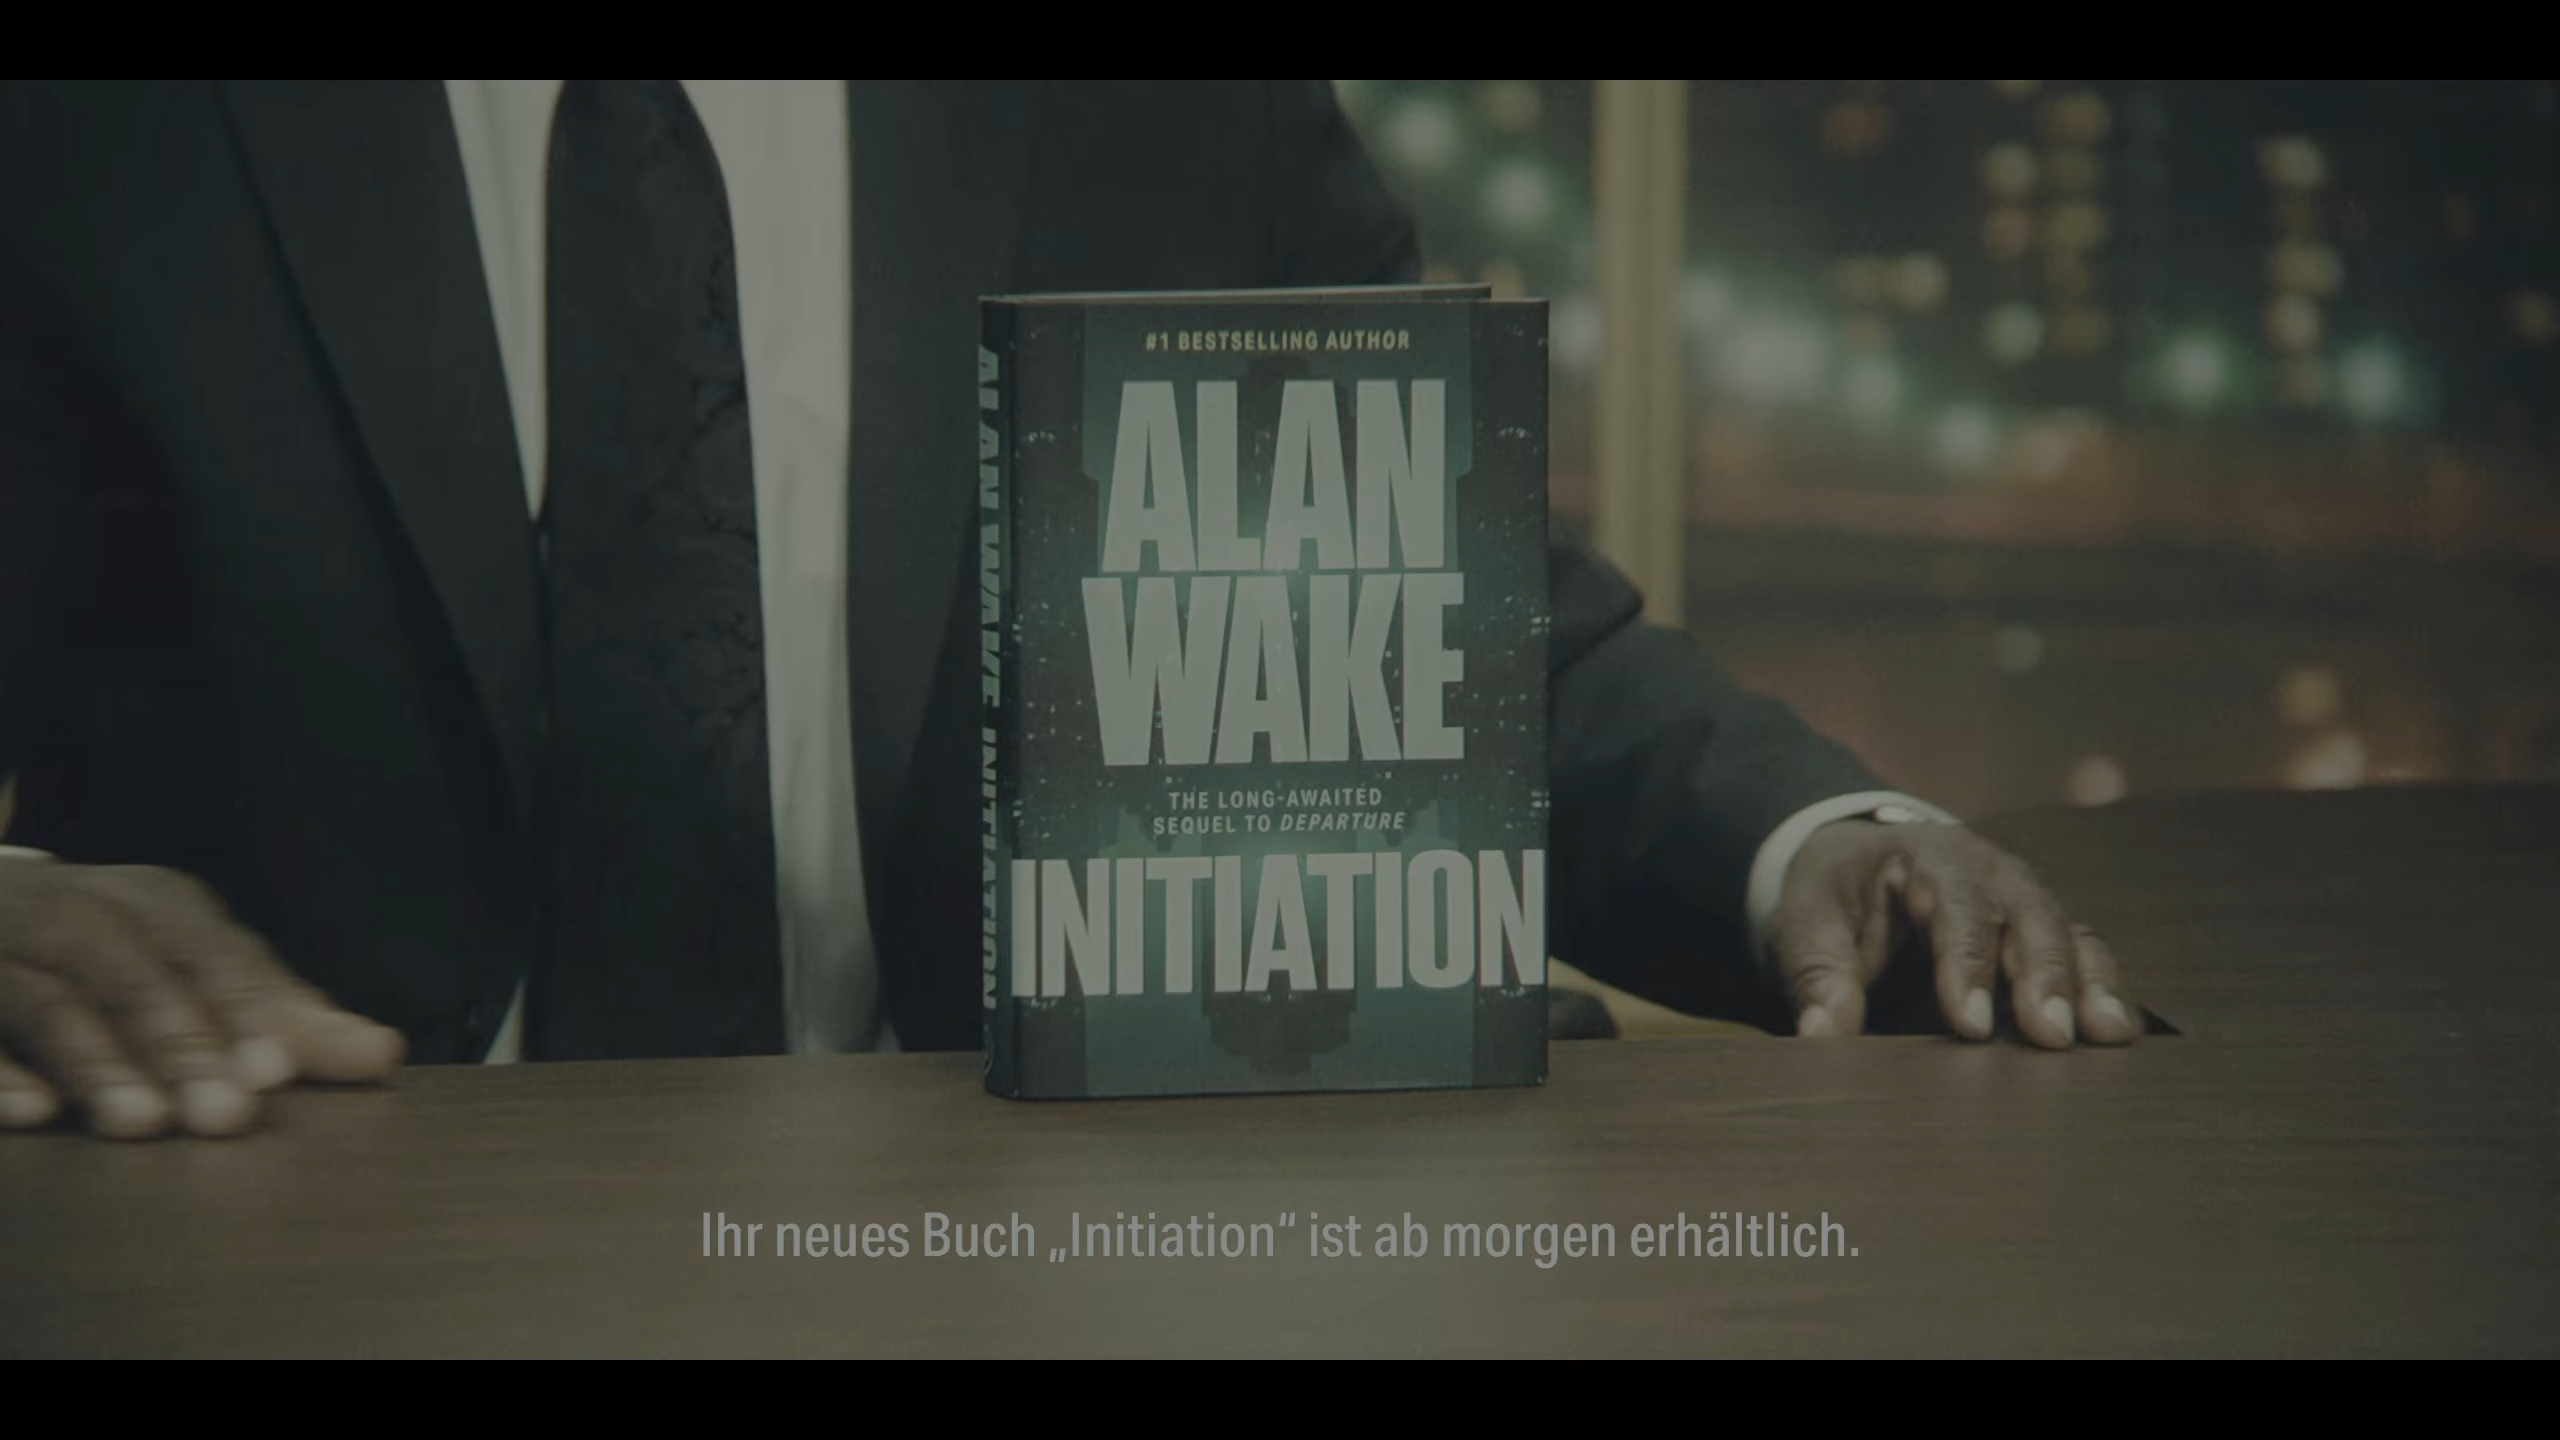 #1 BESTSELLING AUTHOR
ALAN
WAKE
THE LONG-AWAITED
SEQUEL TO DEPARTURE
INITIATION
ALAN WAKE INITIATION
Ihr neues Buch „Initiation“ ist ab morgen erhältlich.